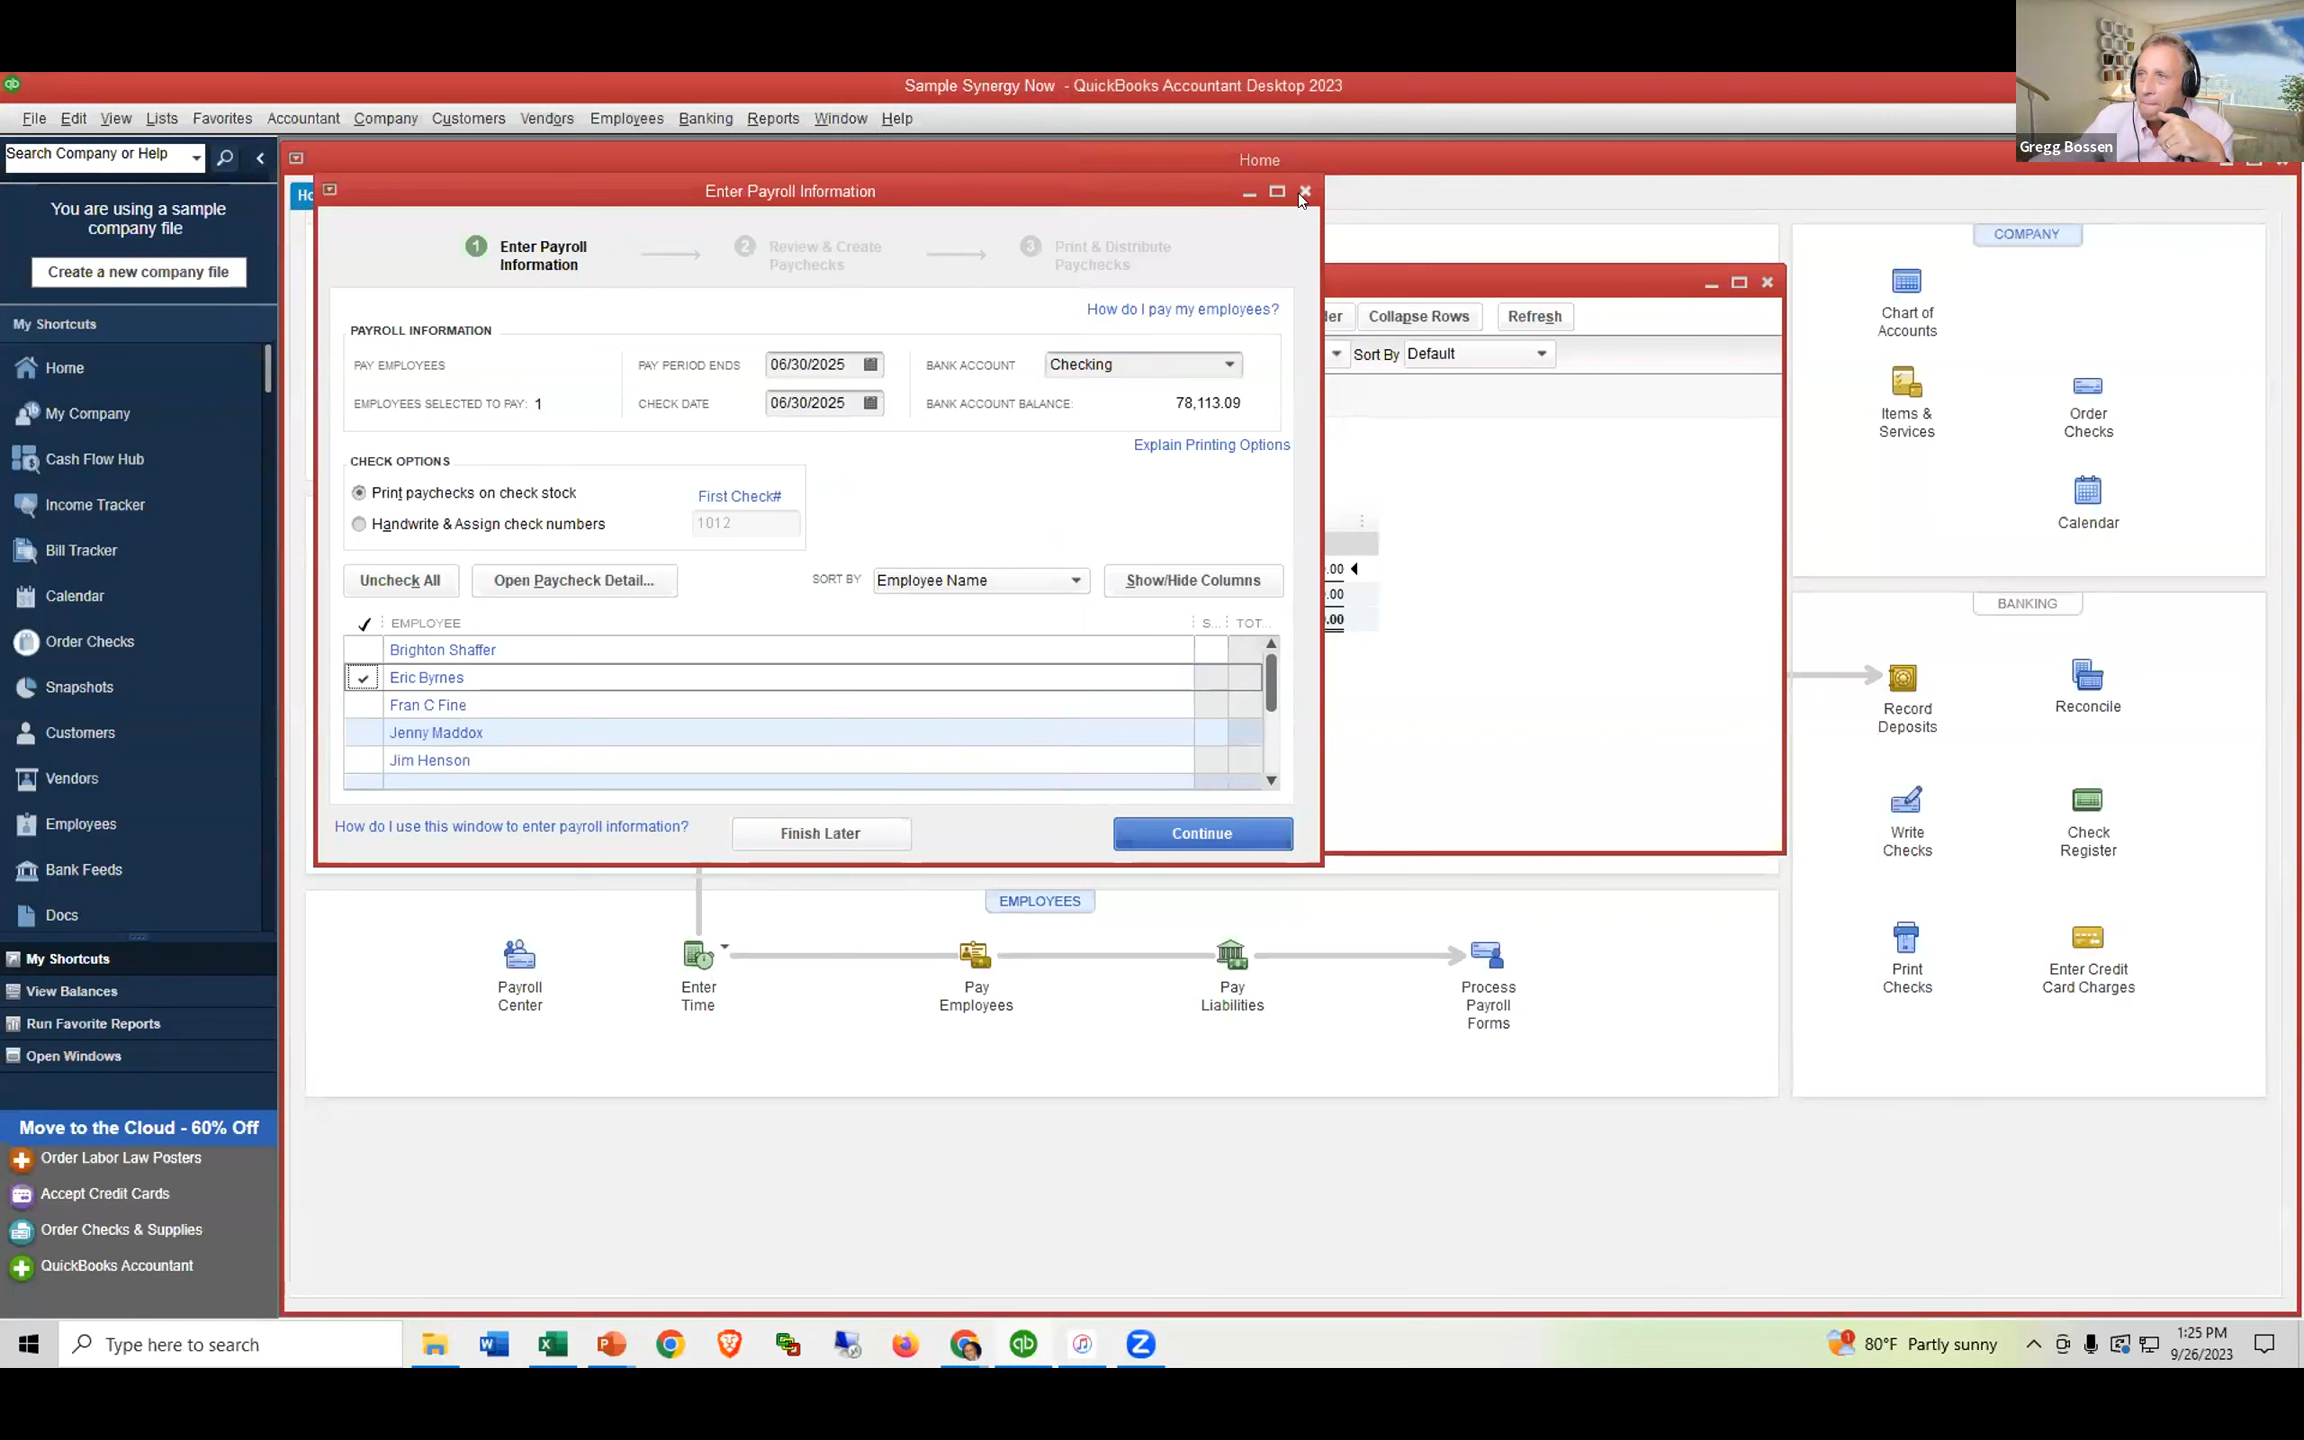 Sample Synergy Now - QuickBooks Accountant Desktop 2023
Gregg Bossen
File Edit View Lists Favorites Accountant Company Customers Vendors Employees Banking Reports Window Help
Search Company or Help
Home
You are using a sample
company file
Create a new company file
My Shortcuts
Home
My Company
Cash Flow Hub
Income Tracker
Bill Tracker
Calendar
Order Checks
Snapshots
Customers
Vendors
Employees
Bank Feeds
Docs
My Shortcuts
View Balances
Run Favorite Reports
Open Windows
Move to the Cloud - 60% Off
Order Labor Law Posters
Accept Credit Cards
Order Checks & Supplies
QuickBooks Accountant
Enter Payroll Information
1 Enter Payroll
Information
2 Review & Create
Paychecks
3 Print & Distribute
Paychecks
How do I pay my employees?
PAYROLL INFORMATION
PAY EMPLOYEES
PAY PERIOD ENDS 06/30/2025
BANK ACCOUNT Checking
EMPLOYEES SELECTED TO PAY: 1
CHECK DATE 06/30/2025
BANK ACCOUNT BALANCE: 78,113.09
Explain Printing Options
CHECK OPTIONS
Print paychecks on check stock
First Check#
Handwrite & Assign check numbers
1012
Uncheck All
Open Paycheck Detail...
SORT BY Employee Name
Show/Hide Columns
EMPLOYEE S... TOT...
Brighton Shaffer
Eric Byrnes
Fran C Fine
Jenny Maddox
Jim Henson
How do I use this window to enter payroll information?
Finish Later
Continue
der Collapse Rows Refresh
Sort By Default
.00
.00
.00
COMPANY
Chart of
Accounts
Items &
Services
Order
Checks
Calendar
BANKING
Record
Deposits
Reconcile
Write
Checks
Check
Register
Print
Checks
Enter Credit
Card Charges
EMPLOYEES
Payroll
Center
Enter
Time
Pay
Employees
Pay
Liabilities
Process
Payroll
Forms
Type here to search
80°F Partly sunny
1:25 PM
9/26/2023